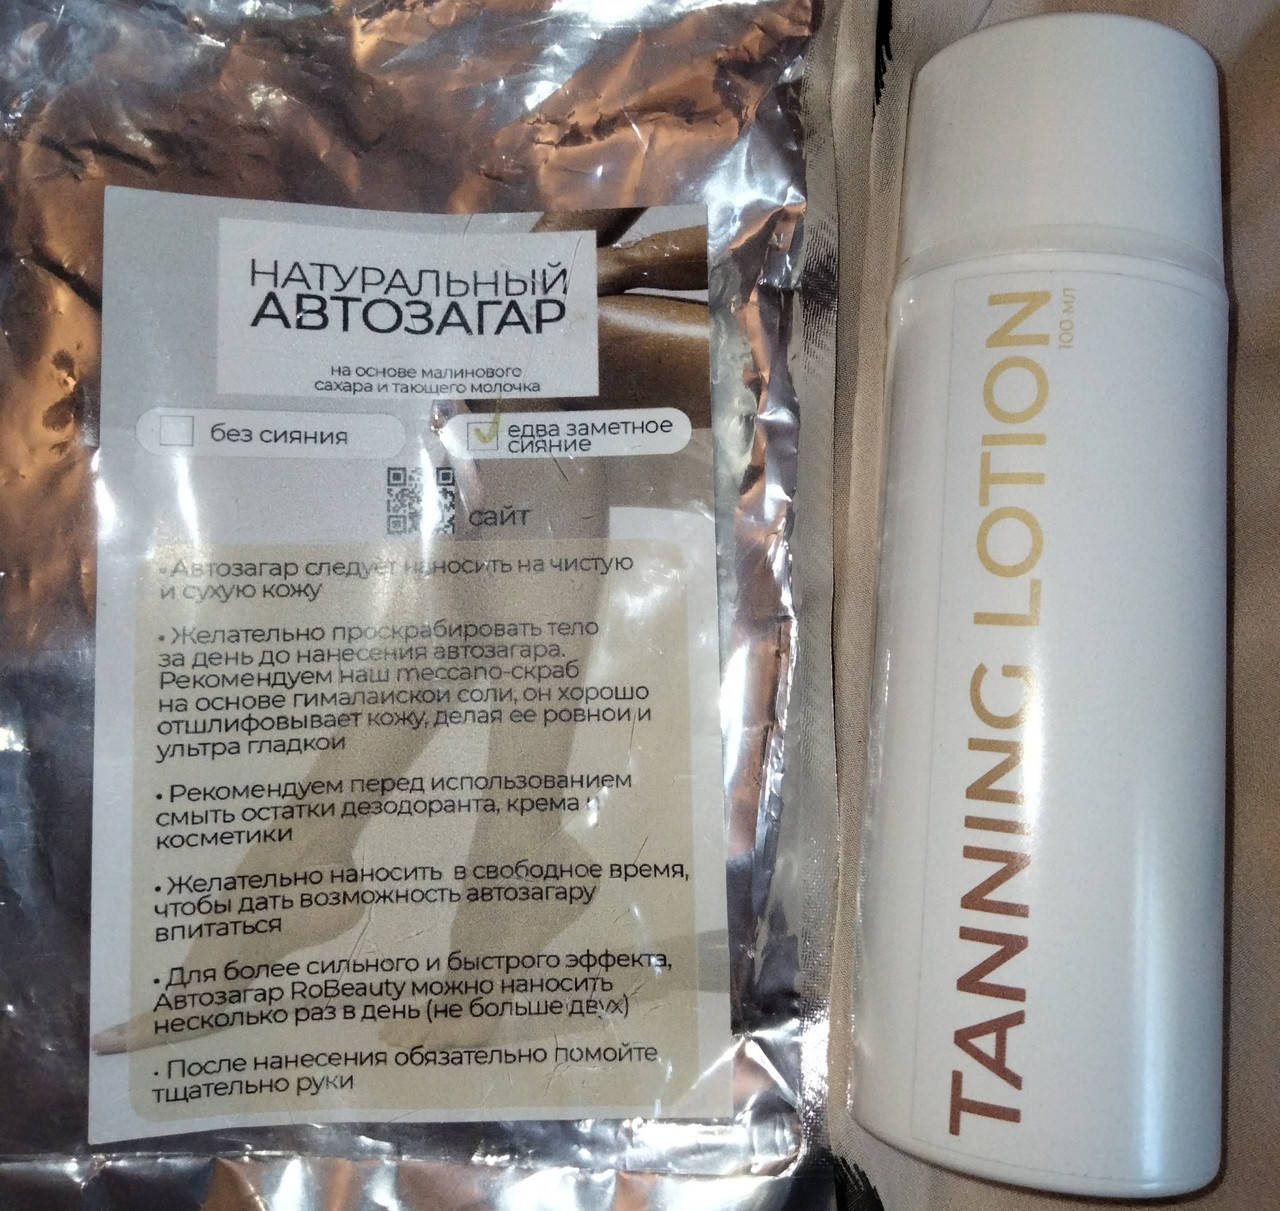 НАТУРАЛЬНЫЙ
АВТОЗАГАР
на основе малинового
сахара и тающего молочка
без сияния
едва заметное
сияние
сайт
• Автозагар следует наносить на чистую
и сухую кожу
• Желательно проскрабировать тело
за день до нанесения автозагара.
Рекомендуем наш meccano-скраб
на основе гималайской соли, он хорошо
отшлифовывает кожу, делая ее ровной и
ультра гладкой
• Рекомендуем перед использованием
смыть остатки дезодоранта, крема и
косметики
• Желательно наносить в свободное время,
чтобы дать возможность автозагару
впитаться
• Для более сильного и быстрого эффекта,
Автозагар RoBeauty можно наносить
несколько раз в день (не больше двух)
• После нанесения обязательно помойте
тщательно руки
TANNING LOTION
100 мл